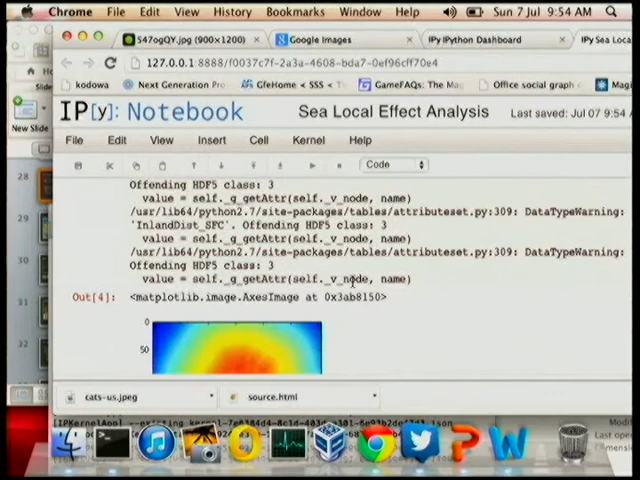 Chrome File Edit View History Bookmarks Window Help Sun 7 Jul 9:54 AM
S47ogQY.jpg (900×1200) Google Images IPy IPython Dashboard IPy Sea Local
127.0.0.1:8888/f0037c7f-2a3a-4608-bda7-0ef96cff70e4
kodowa Next Generation GfeHome < SSS < GameFAQs: The Office social graph
IP[y]: Notebook Sea Local Effect Analysis Last saved: Jul 07 9:54
New Slide
File Edit View Insert Cell Kernel Help
Code
28
Offending HDF5 class: 3
value = self._g_getAttr(self._v_node, name)
/usr/lib64/python2.7/site-packages/tables/attributeset.py:309: DataTypeWarning:
'InlandDist_SFC'. Offending HDF5 class: 3
29
value = self._g_getAttr(self._v_node, name)
/usr/lib64/python2.7/site-packages/tables/attributeset.py:309: DataTypeWarning:
Offending HDF5 class: 3
30
value = self._g_getAttr(self._v_node, name)
Out[4]: <matplotlib.image.AxesImage at 0x3ab8150>
31
0
50
32
cats-us.jpeg source.html